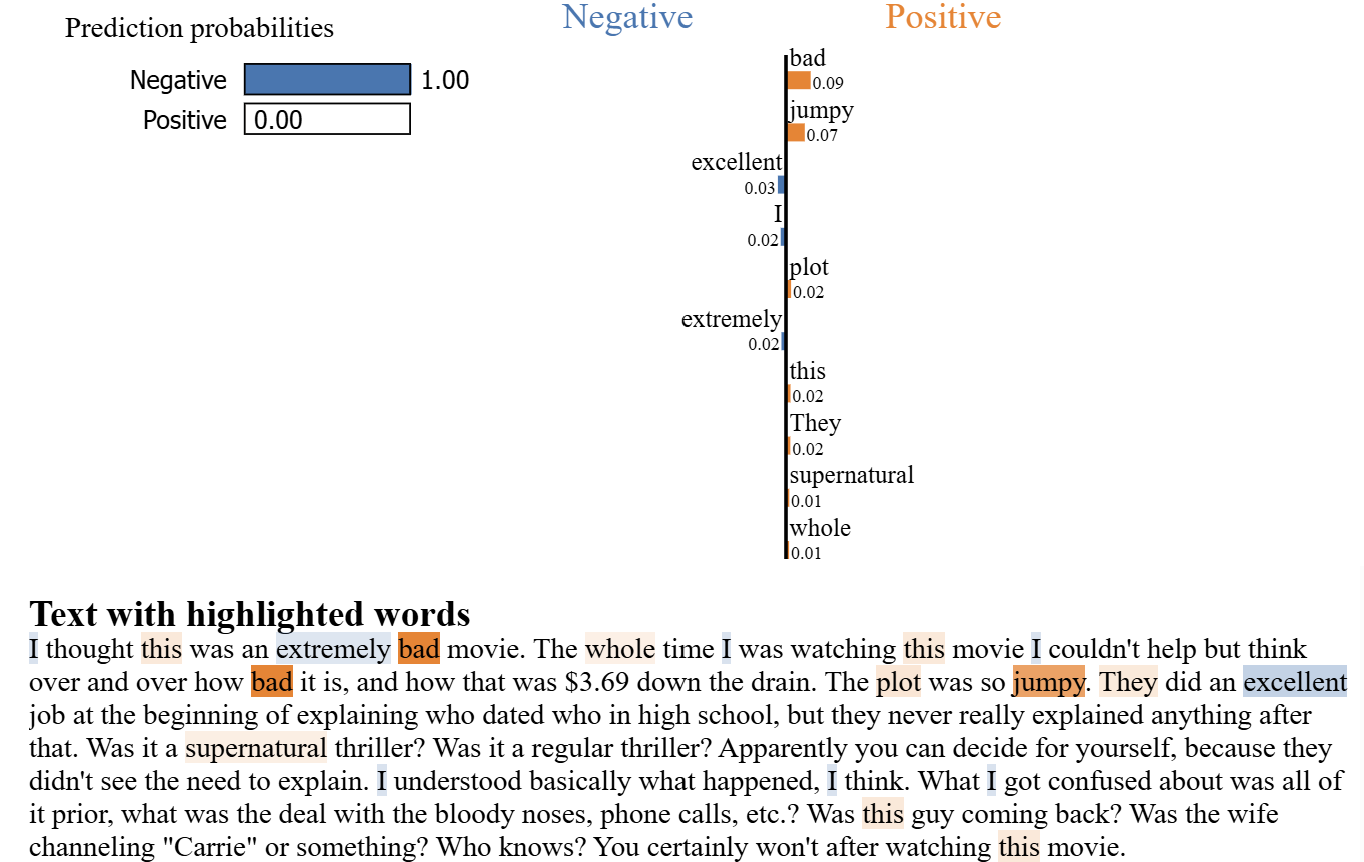 Prediction probabilities
Negative 1.00
Positive 0.00
Negative Positive
bad
0.09
jumpy
0.07
excellent
0.03
I
0.02
plot
0.02
extremely
0.02
this
0.02
They
0.02
supernatural
0.01
whole
0.01
Text with highlighted words
I thought this was an extremely bad movie. The whole time I was watching this movie I couldn't help but think
over and over how bad it is, and how that was $3.69 down the drain. The plot was so jumpy. They did an excellent
job at the beginning of explaining who dated who in high school, but they never really explained anything after
that. Was it a supernatural thriller? Was it a regular thriller? Apparently you can decide for yourself, because they
didn't see the need to explain. I understood basically what happened, I think. What I got confused about was all of
it prior, what was the deal with the bloody noses, phone calls, etc.? Was this guy coming back? Was the wife
channeling "Carrie" or something? Who knows? You certainly won't after watching this movie.